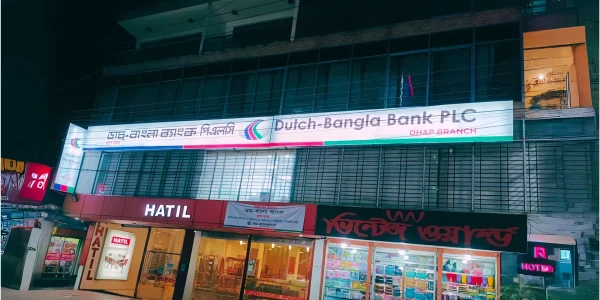 ডাচ্-বাংলা ব্যাংক পিএলসি
Dutch-Bangla Bank PLC
DHAP BRANCH
HATIL
HATIL
HATIL
ডাচ্-বাংলা ব্যাংক
ভিন্টেজ ওয়ার্ল্ড